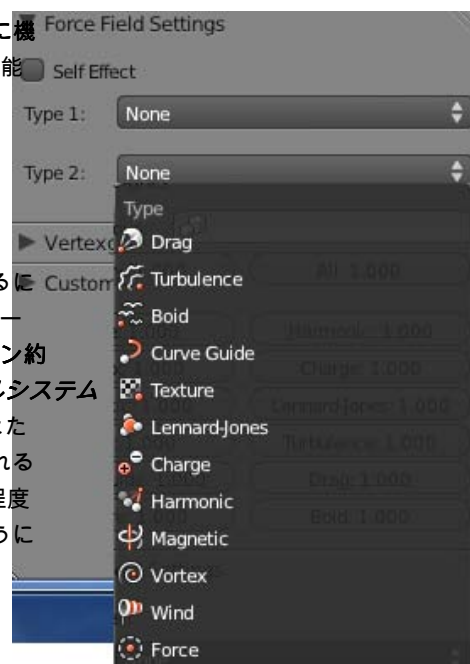 に機
Force Field Settings
能
Self Effect
Type 1:
None
Type 2:
None
Type
Drag
All: 1.000
るに
Turbulence
ー
Boid
Harmonic: 1.000
ン約
Curve Guide
Charge: 1.000
ルシステム
Texture
Lennard-Jones: 1.000
た
Lennard-Jones
Turbulence: 1.000
れる
Charge
Drag: 1.000
程度
Harmonic
Boid: 1.000
うに
Magnetic
Vortex
Wind
Force